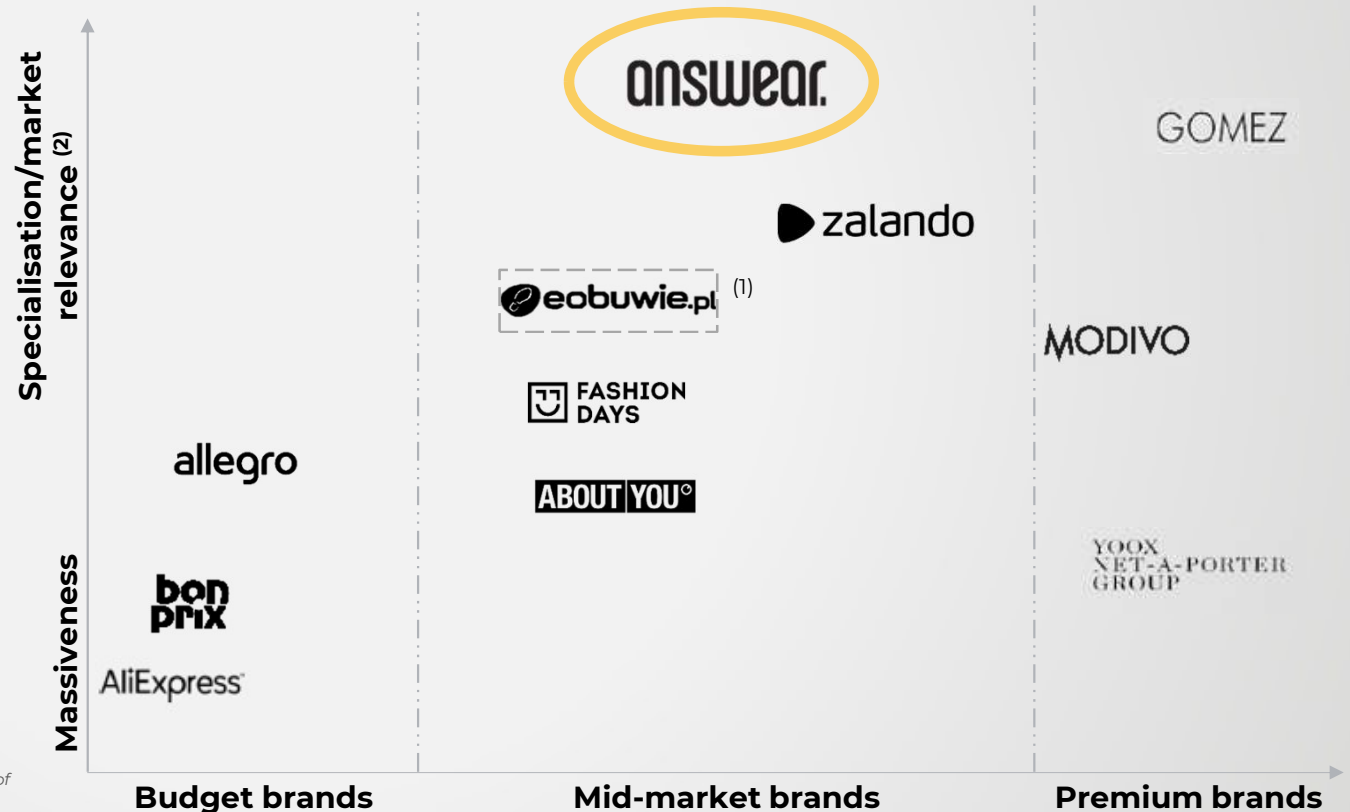 Specialisation/market
relevance (2)
Massiveness
answear.
GOMEZ
zalando
eobuwie.pl
(1)
MODIVO
FASHION
DAYS
allegro
ABOUT YOU
YOOX
NET-A-PORTER
GROUP
bon
prix
AliExpress
of
Budget brands
Mid-market brands
Premium brands